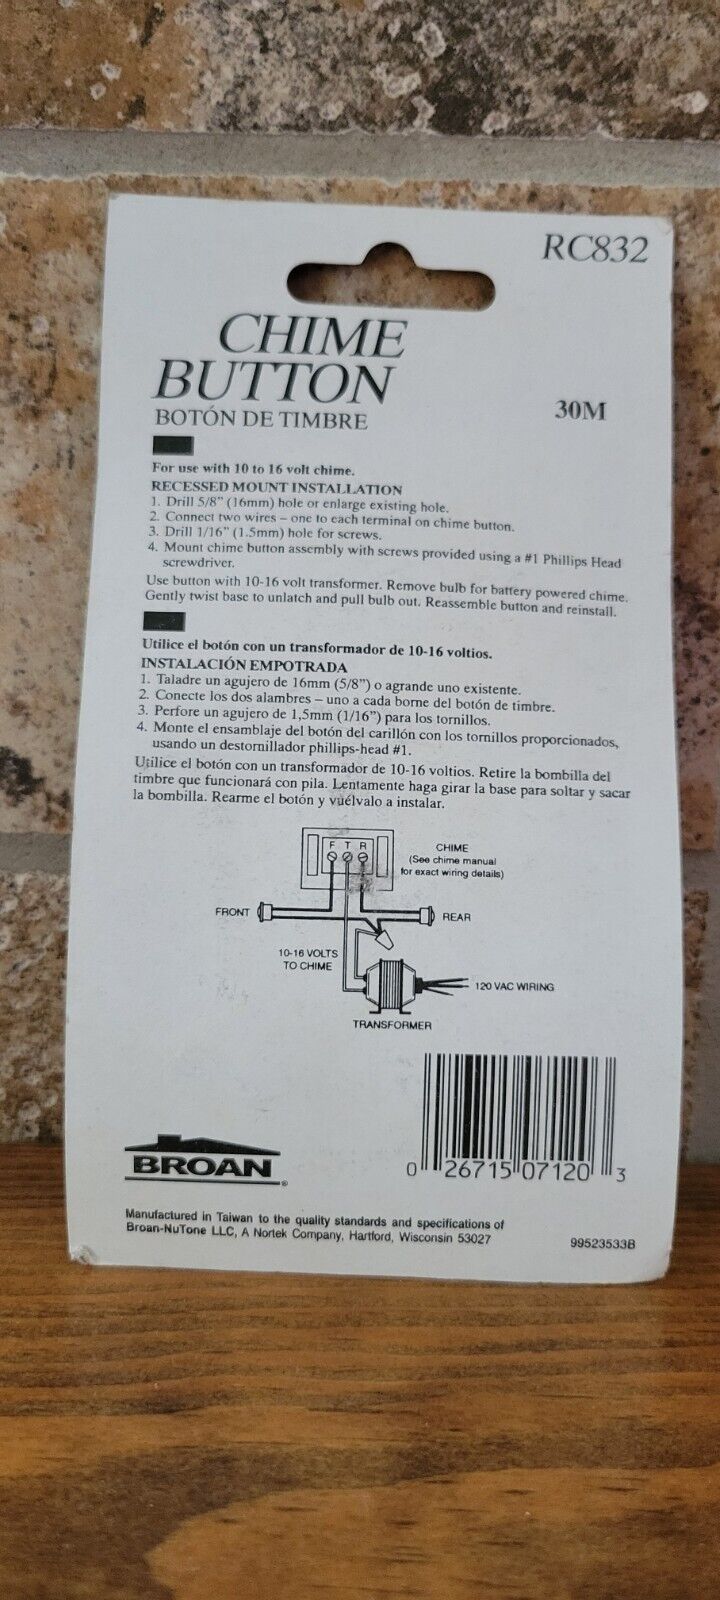 RC832
CHIME
BUTTON
BOTÓN DE TIMBRE
30M
For use with 10 to 16 volt chime.
RECESSED MOUNT INSTALLATION
1. Drill 5/8" (16mm) hole or enlarge existing hole.
2. Connect two wires – one to each terminal on chime button.
3. Drill 1/16" (1.5mm) hole for screws.
4. Mount chime button assembly with screws provided using a #1 Phillips Head
screwdriver.
Use button with 10-16 volt transformer. Remove bulb for battery powered chime.
Gently twist base to unlatch and pull bulb out. Reassemble button and reinstall.
Utilice el botón con un transformador de 10-16 voltios.
INSTALACIÓN EMPOTRADA
1. Taladre un agujero de 16mm (5/8") o agrande uno existente.
2. Conecte los dos alambres – uno a cada borne del botón de timbre.
3. Perfore un agujero de 1,5mm (1/16") para los tornillos.
4. Monte el ensamblaje del botón del carillón con los tornillos proporcionados,
usando un destornillador phillips-head #1.
Utilice el botón con un transformador de 10-16 voltios. Retire la bombilla del
timbre que funcionará con pila. Lentamente haga girar la base para soltar y sacar
la bombilla. Rearme el botón y vuélvalo a instalar.
F T R
CHIME
(See chime manual
for exact wiring details)
FRONT
REAR
10-16 VOLTS
TO CHIME
120 VAC WIRING
TRANSFORMER
0 26715 07120 3
BROAN®
Manufactured in Taiwan to the quality standards and specifications of
Broan-NuTone LLC, A Nortek Company, Hartford, Wisconsin 53027
99523533B